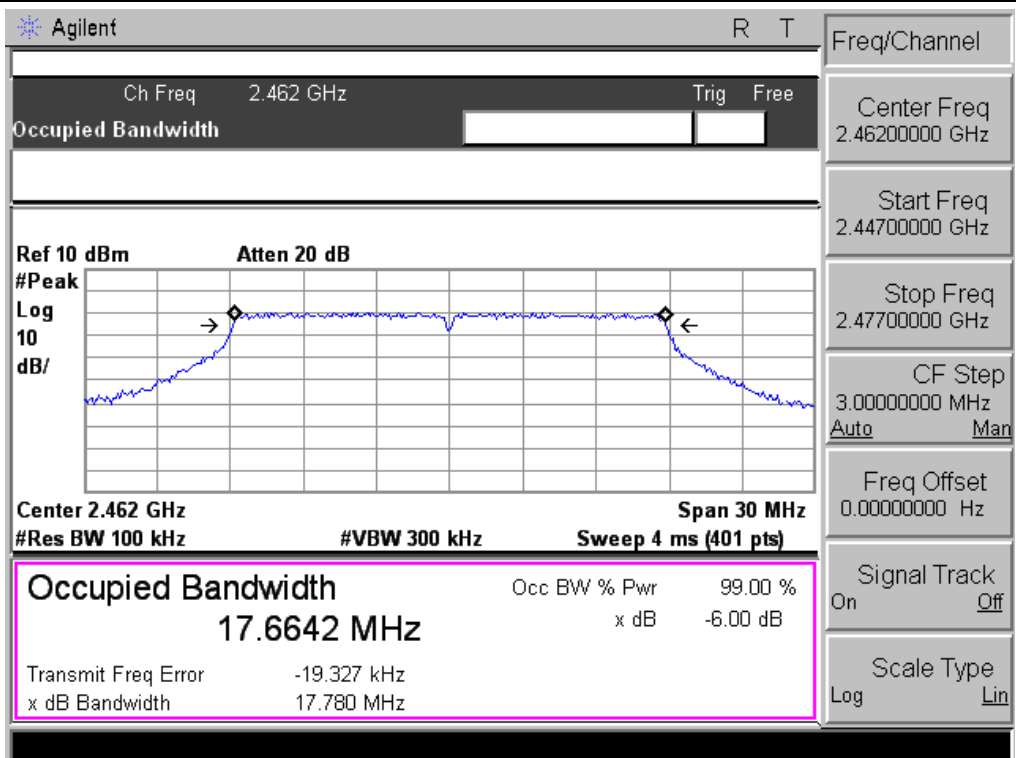 Agilent R T
Ch Freq 2.462 GHz Trig Free
Occupied Bandwidth
Ref 10 dBm Atten 20 dB
#Peak
Log
10
dB/
Center 2.462 GHz Span 30 MHz
#Res BW 100 kHz #VBW 300 kHz Sweep 4 ms (401 pts)
Occupied Bandwidth
17.6642 MHz
Occ BW % Pwr 99.00 %
x dB -6.00 dB
Transmit Freq Error -19.327 kHz
x dB Bandwidth 17.780 MHz
Freq/Channel
Center Freq
2.46200000 GHz
Start Freq
2.44700000 GHz
Stop Freq
2.47700000 GHz
CF Step
3.00000000 MHz
Auto Man
Freq Offset
0.00000000 Hz
Signal Track
On Off
Scale Type
Log Lin